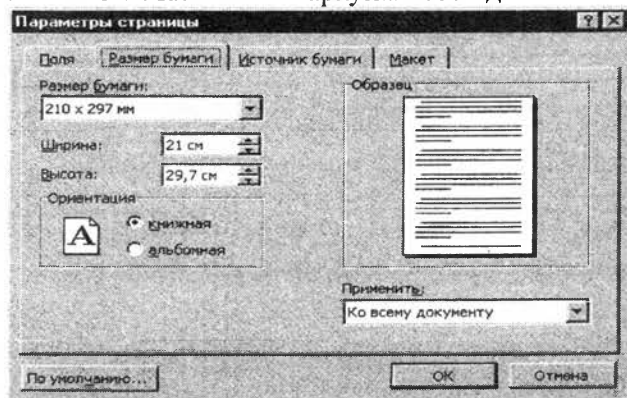 Параметры страницы
Поля Размер бумаги Источник бумаги Макет
Размер бумаги:
210 x 297 мм
Ширина: 21 см
Высота: 29,7 см
Ориентация
A
книжная
альбомная
Образец
Применить:
Ко всему документу
По умолчанию... ОК Отмена